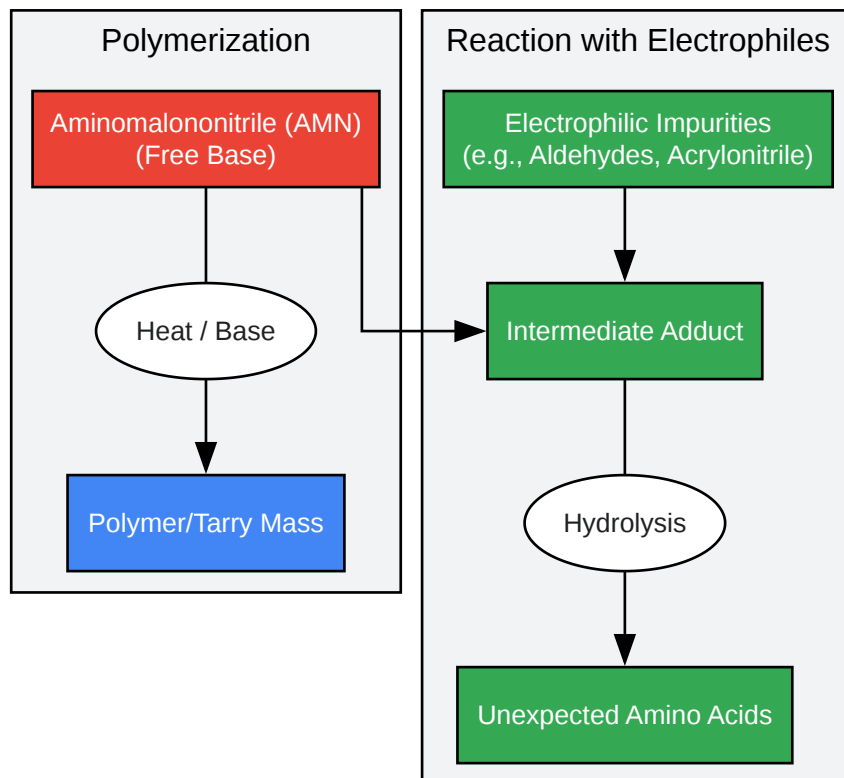 Polymerization
Aminomalononitrile (AMN)
(Free Base)
Heat / Base
Polymer/Tarry Mass
Reaction with Electrophiles
Electrophilic Impurities
(e.g., Aldehydes, Acrylonitrile)
Intermediate Adduct
Hydrolysis
Unexpected Amino Acids